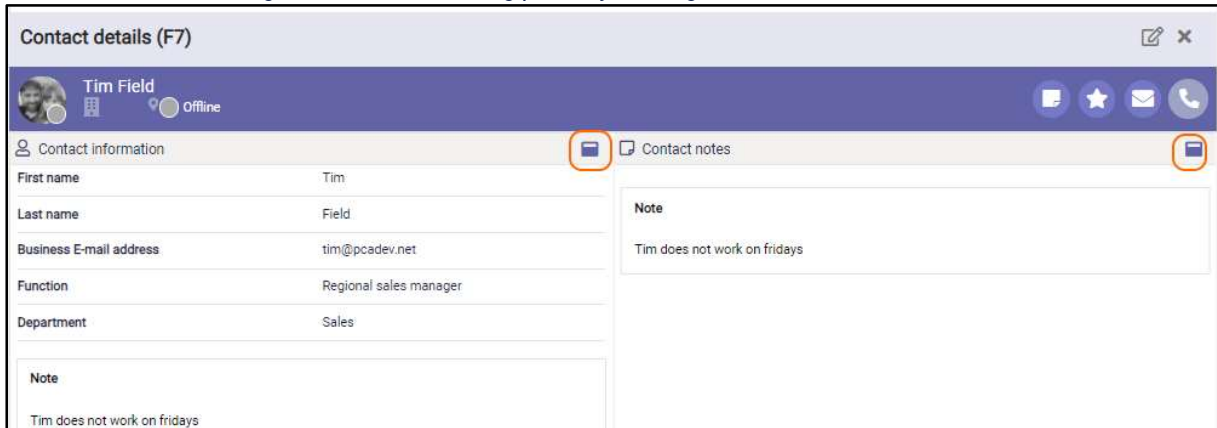 Contact details (F7)
Tim Field
Offline
Contact information
First name Tim
Last name Field
Business E-mail address tim@pcadev.net
Function Regional sales manager
Department Sales
Note
Tim does not work on fridays
Contact notes
Note
Tim does not work on fridays